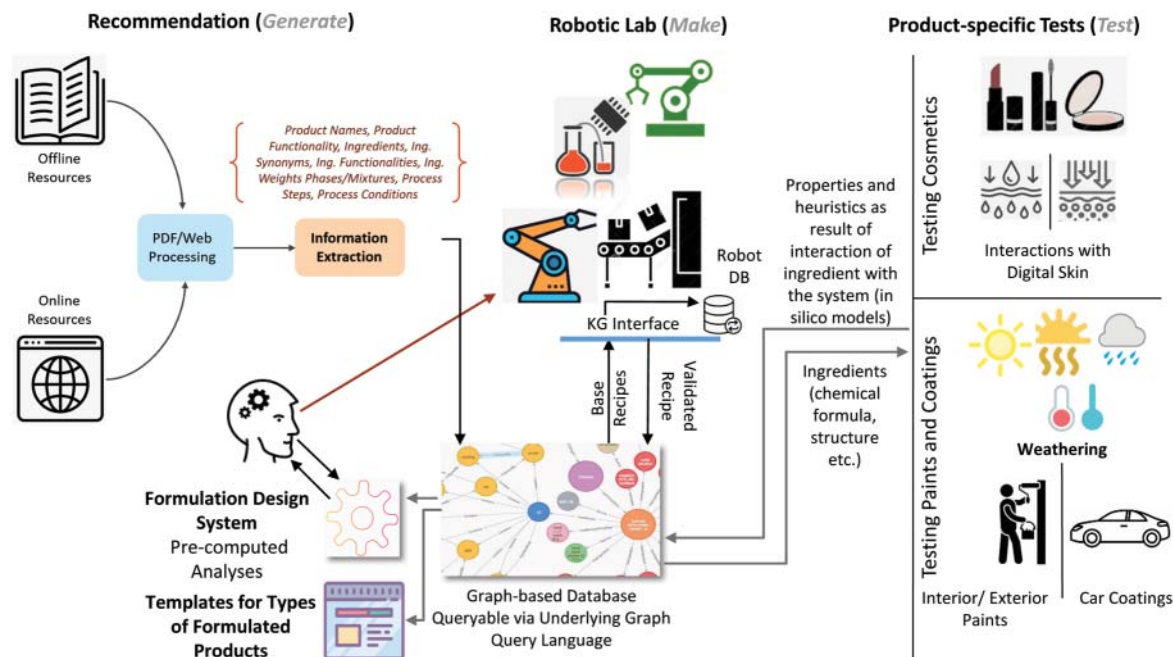 Recommendation (Generate)
Robotic Lab (Make)
Product-specific Tests (Test)
Offline
Resources
Product Names, Product
Functionality, Ingredients, Ing.
Synonyms, Ing. Functionalities, Ing.
Weights Phases/Mixtures, Process
Steps, Process Conditions
PDF/Web
Processing
Information
Extraction
Online
Resources
Robot
DB
KG Interface
Base
Recipes
Validated
Recipe
Properties and
heuristics as
result of
interaction of
ingredient with
the system (in
silico models)
Ingredients
(chemical
formula,
structure
etc.)
Testing Cosmetics
Interactions with
Digital Skin
Testing Paints and Coatings
Weathering
Interior/ Exterior
Paints
Car Coatings
Formulation Design
System
Pre-computed
Analyses
Templates for Types
of Formulated
Products
Graph-based Database
Queryable via Underlying Graph
Query Language